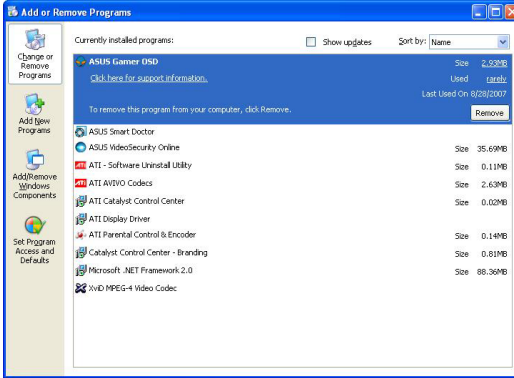 Add or Remove Programs
Change or
Remove
Programs
Add New
Programs
Add/Remove
Windows
Components
Set Program
Access and
Defaults
Currently installed programs:
Show updates
Sort by: Name
ASUS Gamer OSD
Size 2.93MB
Click here for support information.
Used rarely
Last Used On 8/28/2007
To remove this program from your computer, click Remove.
Remove
ASUS Smart Doctor
ASUS VideoSecurity Online Size 35.69MB
ATI - Software Uninstall Utility Size 0.11MB
ATI AVIVO Codecs Size 2.63MB
ATI Catalyst Control Center Size 0.02MB
ATI Display Driver
ATI Parental Control & Encoder Size 0.14MB
Catalyst Control Center - Branding Size 0.81MB
Microsoft .NET Framework 2.0 Size 88.36MB
XviD MPEG-4 Video Codec